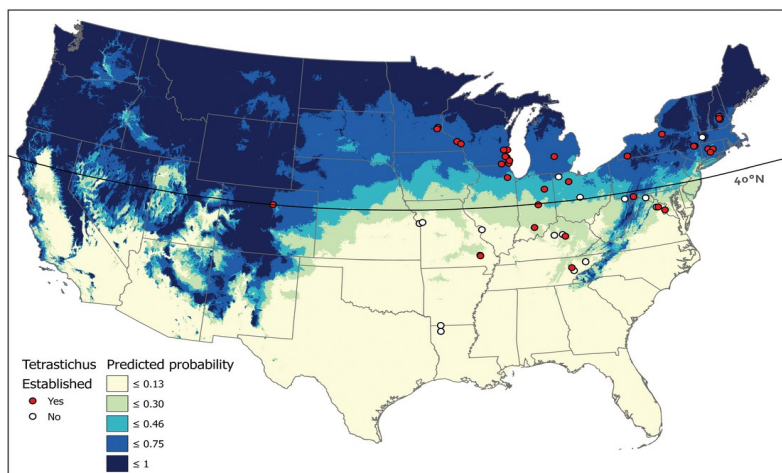 40°N
Tetrastichus Predicted probability
Established
Yes
No
≤ 0.13
≤ 0.30
≤ 0.46
≤ 0.75
≤ 1